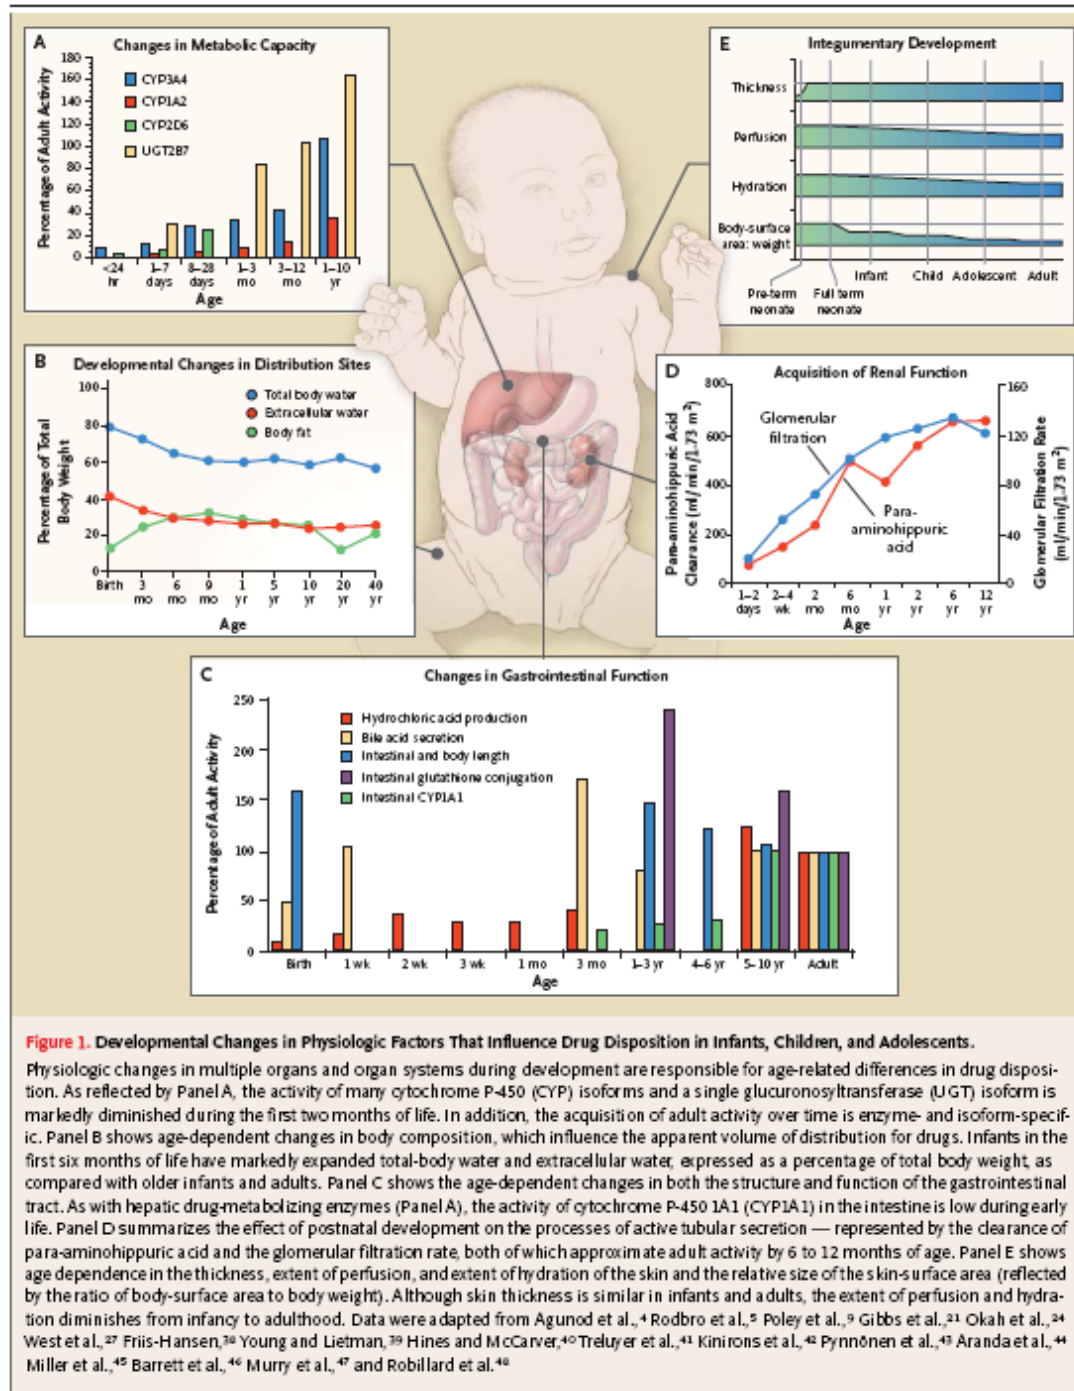 A Changes in Metabolic Capacity
Percentage of Adult Activity
180
160
140
120
100
80
60
40
20
0
CYP3A4
CYP1A2
CYP2D6
UGT2B7
<24 hr
1–7 days
8–28 days
1–3 mo
3–12 mo
1–10 yr
Age
E Integumentary Development
Thickness
Perfusion
Hydration
Body-surface
area: weight
Infant Child Adolescent Adult
Pre-term
neonate
Full term
neonate
B Developmental Changes in Distribution Sites
Percentage of Total
Body Weight
100
80
60
40
20
0
Total body water
Extracellular water
Body fat
Birth
3 mo
6 mo
9 mo
1 yr
5 yr
10 yr
20 yr
40 yr
Age
D Acquisition of Renal Function
Para-aminohippuric Acid
Clearance (ml/min/1.73 m²)
800
600
400
200
0
Glomerular
filtration
Para-
aminohippuric
acid
160
120
80
40
0
Glomerular Filtration Rate
(ml/min/1.73 m²)
1–2 days
2–4 wk
2 mo
6 mo
1 yr
2 yr
6 yr
12 yr
Age
C Changes in Gastrointestinal Function
Percentage of Adult Activity
250
200
150
100
50
0
Hydrochloric acid production
Bile acid secretion
Intestinal and body length
Intestinal glutathione conjugation
Intestinal CYP1A1
Birth 1 wk 2 wk 3 wk 1 mo 3 mo 1–3 yr 4–6 yr 5–10 yr Adult
Age
Figure 1. Developmental Changes in Physiologic Factors That Influence Drug Disposition in Infants, Children, and Adolescents.
Physiologic changes in multiple organs and organ systems during development are responsible for age-related differences in drug disposi-
tion. As reflected by Panel A, the activity of many cytochrome P-450 (CYP) isoforms and a single glucuronosyltransferase (UGT) isoform is
markedly diminished during the first two months of life. In addition, the acquisition of adult activity over time is enzyme- and isoform-specif-
ic. Panel B shows age-dependent changes in body composition, which influence the apparent volume of distribution for drugs. Infants in the
first six months of life have markedly expanded total-body water and extracellular water, expressed as a percentage of total body weight, as
compared with older infants and adults. Panel C shows the age-dependent changes in both the structure and function of the gastrointestinal
tract. As with hepatic drug-metabolizing enzymes (Panel A), the activity of cytochrome P-450 1A1 (CYP1A1) in the intestine is low during early
life. Panel D summarizes the effect of postnatal development on the processes of active tubular secretion — represented by the clearance of
para-aminohippuric acid and the glomerular filtration rate, both of which approximate adult activity by 6 to 12 months of age. Panel E shows
age dependence in the thickness, extent of perfusion, and extent of hydration of the skin and the relative size of the skin-surface area (reflected
by the ratio of body-surface area to body weight). Although skin thickness is similar in infants and adults, the extent of perfusion and hydra-
tion diminishes from infancy to adulthood. Data were adapted from Agunod et al.,⁴ Rodbro et al.,⁵ Poley et al.,⁹ Gibbs et al.,²¹ Okah et al.,²⁴
West et al.,²⁷ Friis-Hansen,³⁸ Young and Lietman,³⁹ Hines and McCarver,⁴⁰ Treluyer et al.,⁴¹ Kinirons et al.,⁴² Pynnönen et al.,⁴³ Aranda et al.,⁴⁴
Miller et al.,⁴⁵ Barrett et al.,⁴⁶ Murry et al.,⁴⁷ and Robillard et al.⁴⁸